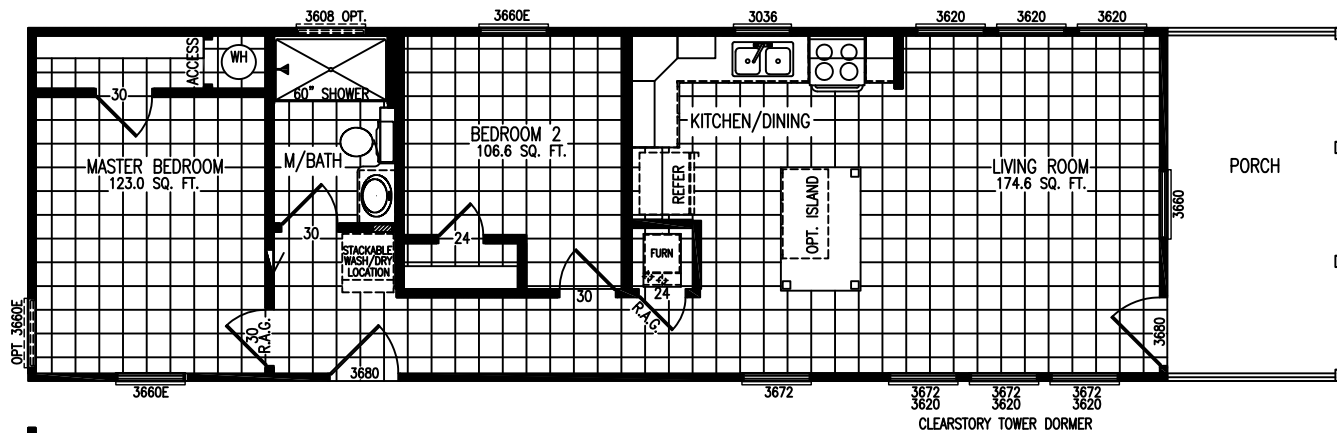 3608 OPT.
3660E
3036
3620
3620
3620
ACCESS
WH
30
60" SHOWER
MASTER BEDROOM
123.0 SQ. FT.
M/BATH
BEDROOM 2
106.6 SQ. FT.
KITCHEN/DINING
LIVING ROOM
174.6 SQ. FT.
PORCH
REFER
OPT. ISLAND
3660
30
STACKABLE
WASH/DRY
LOCATION
24
FURN
30
24
R.A.G.
OPT 3660E
30
R.A.G.
3680
3680
3660E
3672
3672
3620
3672
3620
3672
3620
CLEARSTORY TOWER DORMER